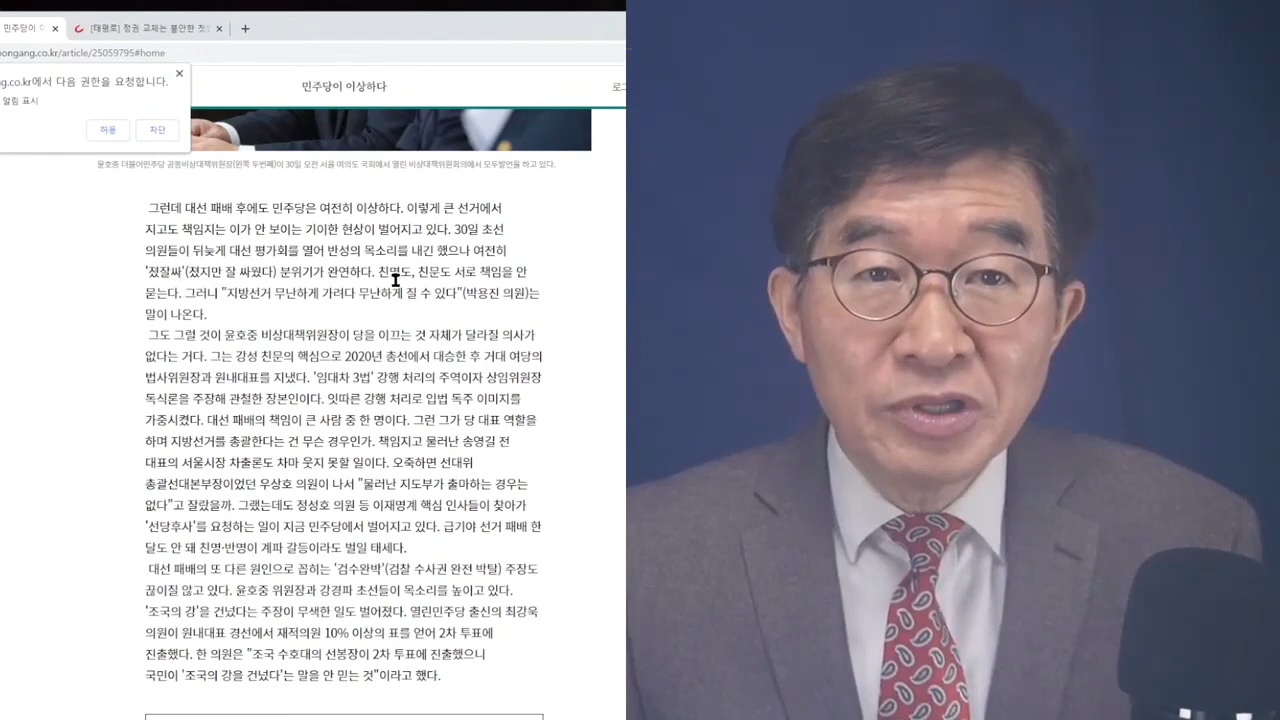 민주당이
[태평로] 정권 교체는 불안한 첫
ongang.co.kr/article/25059795#home
g.co.kr에서 다음 권한을 요청합니다.
알림 표시
허용
차단
민주당이 이상하다
로그
윤호중 더불어민주당 공동비상대책위원장(왼쪽 두번째)이 30일 오전 서울 여의도 국회에서 열린 비상대책위원회의에서 모두발언을 하고 있다.
그런데 대선 패배 후에도 민주당은 여전히 이상하다. 이렇게 큰 선거에서
지고도 책임지는 이가 안 보이는 기이한 현상이 벌어지고 있다. 30일 초선
의원들이 뒤늦게 대선 평가회를 열어 반성의 목소리를 내긴 했으나 여전히
'졌잘싸'(졌지만 잘 싸웠다) 분위기가 완연하다. 친명도, 친문도 서로 책임을 안
묻는다. 그러니 "지방선거 무난하게 가려다 무난하게 질 수 있다"(박용진 의원)는
말이 나온다.
그도 그럴 것이 윤호중 비상대책위원장이 당을 이끄는 것 자체가 달라질 의사가
없다는 거다. 그는 강성 친문의 핵심으로 2020년 총선에서 대승한 후 거대 여당의
법사위원장과 원내대표를 지냈다. '임대차 3법' 강행 처리의 주역이자 상임위원장
독식론을 주장해 관철한 장본인이다. 잇따른 강행 처리로 입법 독주 이미지를
가중시켰다. 대선 패배의 책임이 큰 사람 중 한 명이다. 그런 그가 당 대표 역할을
하며 지방선거를 총괄한다는 건 무슨 경우인가. 책임지고 물러난 송영길 전
대표의 서울시장 차출론도 차마 웃지 못할 일이다. 오죽하면 선대위
총괄선대본부장이었던 우상호 의원이 나서 "물러난 지도부가 출마하는 경우는
없다"고 잘랐을까. 그랬는데도 정성호 의원 등 이재명계 핵심 인사들이 찾아가
'선당후사'를 요청하는 일이 지금 민주당에서 벌어지고 있다. 급기야 선거 패배 한
달도 안 돼 친명·반명이 계파 갈등이라도 벌일 태세다.
대선 패배의 또 다른 원인으로 꼽히는 '검수완박'(검찰 수사권 완전 박탈) 주장도
끊이질 않고 있다. 윤호중 위원장과 강경파 초선들이 목소리를 높이고 있다.
'조국의 강'을 건넜다는 주장이 무색한 일도 벌어졌다. 열린민주당 출신의 최강욱
의원이 원내대표 경선에서 재적의원 10% 이상의 표를 얻어 2차 투표에
진출했다. 한 의원은 "조국 수호대의 선봉장이 2차 투표에 진출했으니
국민이 '조국의 강을 건넜다'는 말을 안 믿는 것"이라고 했다.